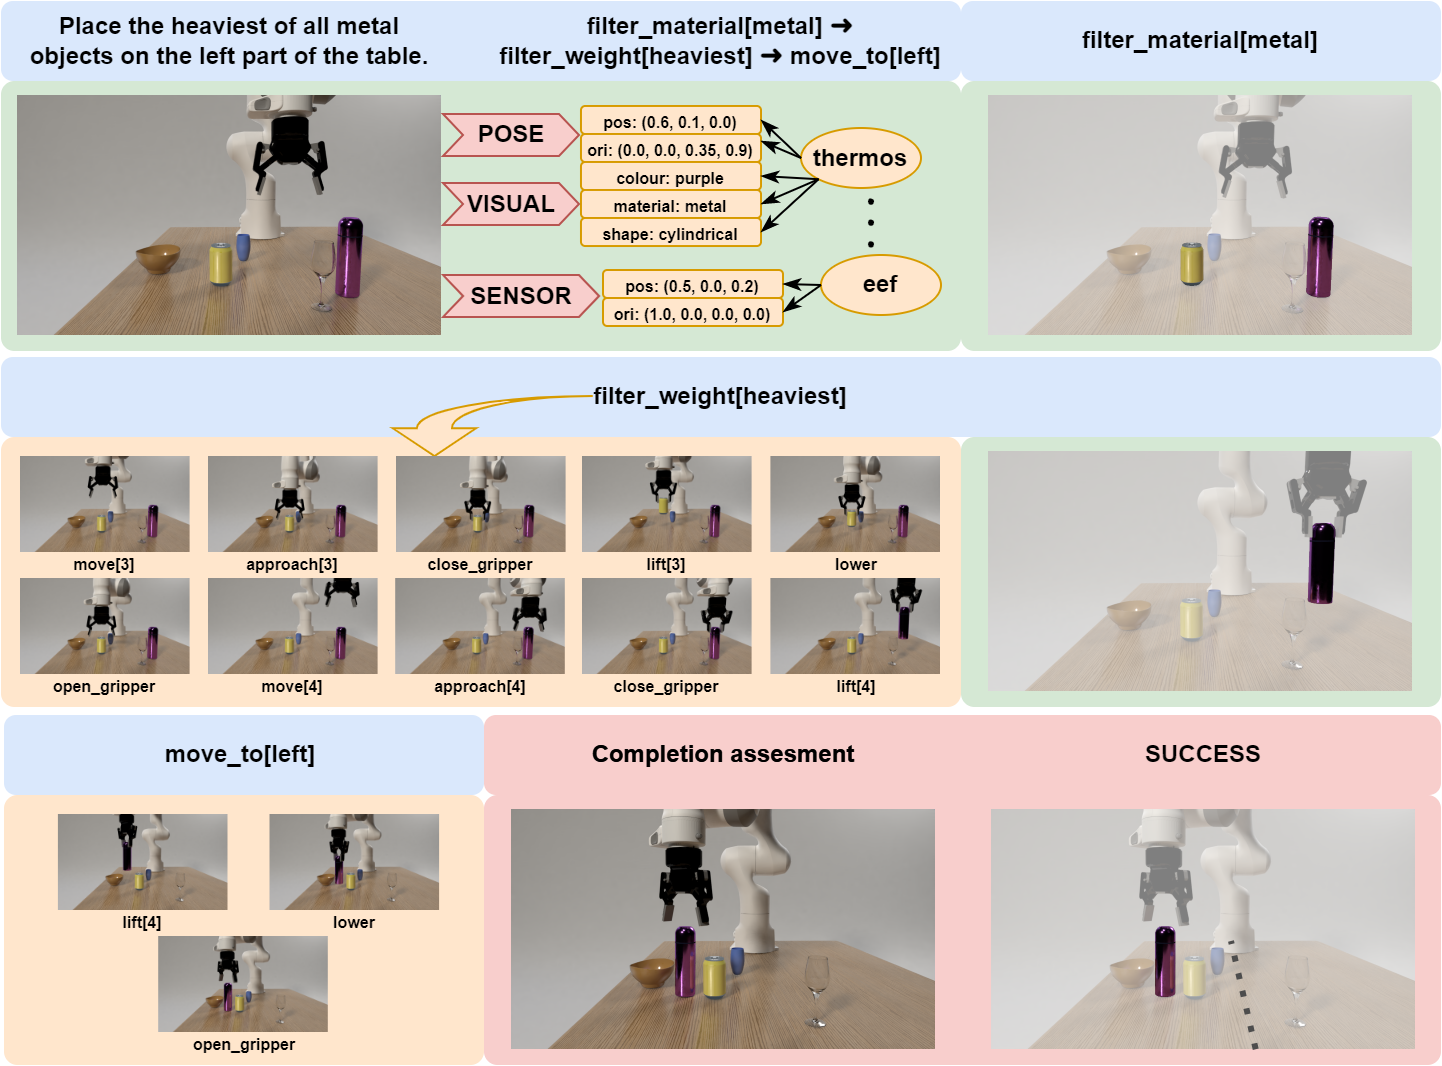 Place the heaviest of all metal
objects on the left part of the table.
filter_material[metal] ➔
filter_weight[heaviest] ➔ move_to[left]
filter_material[metal]
POSE
VISUAL
SENSOR
pos: (0.6, 0.1, 0.0)
ori: (0.0, 0.0, 0.35, 0.9)
colour: purple
material: metal
shape: cylindrical
thermos
pos: (0.5, 0.0, 0.2)
ori: (1.0, 0.0, 0.0, 0.0)
eef
filter_weight[heaviest]
move[3]
approach[3]
close_gripper
lift[3]
lower
open_gripper
move[4]
approach[4]
close_gripper
lift[4]
move_to[left]
Completion assesment
SUCCESS
lift[4]
lower
open_gripper